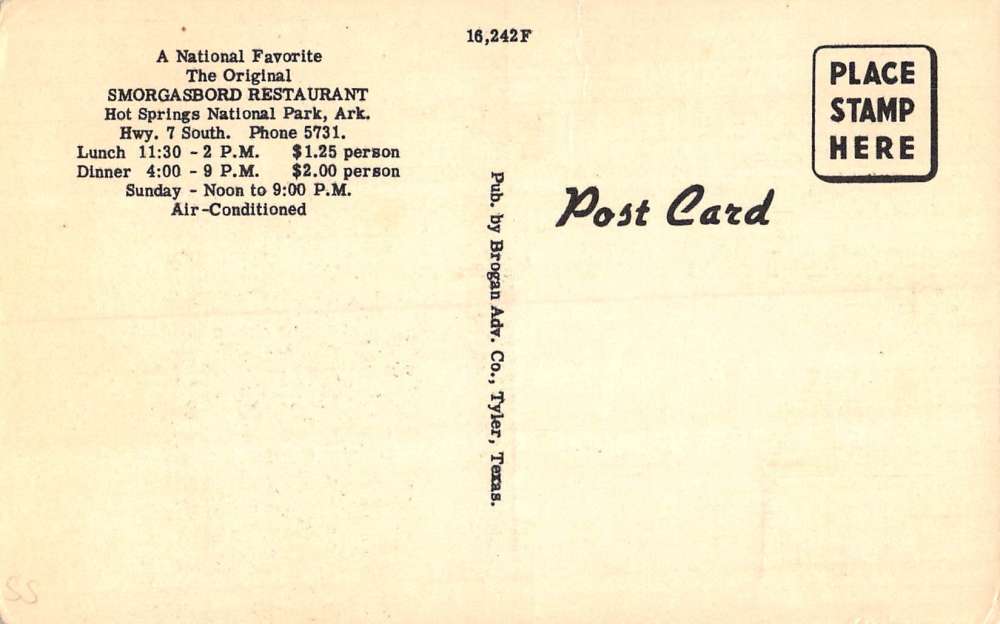 16,242F
A National Favorite
The Original
SMORGASBORD RESTAURANT
Hot Springs National Park, Ark.
Hwy. 7 South. Phone 5731.
Lunch 11:30 - 2 P.M. $1.25 person
Dinner 4:00 - 9 P.M. $2.00 person
Sunday - Noon to 9:00 P.M.
Air-Conditioned
Pub. by Brogan Adv. Co., Tyler, Texas.
PLACE
STAMP
HERE
Post Card
SS